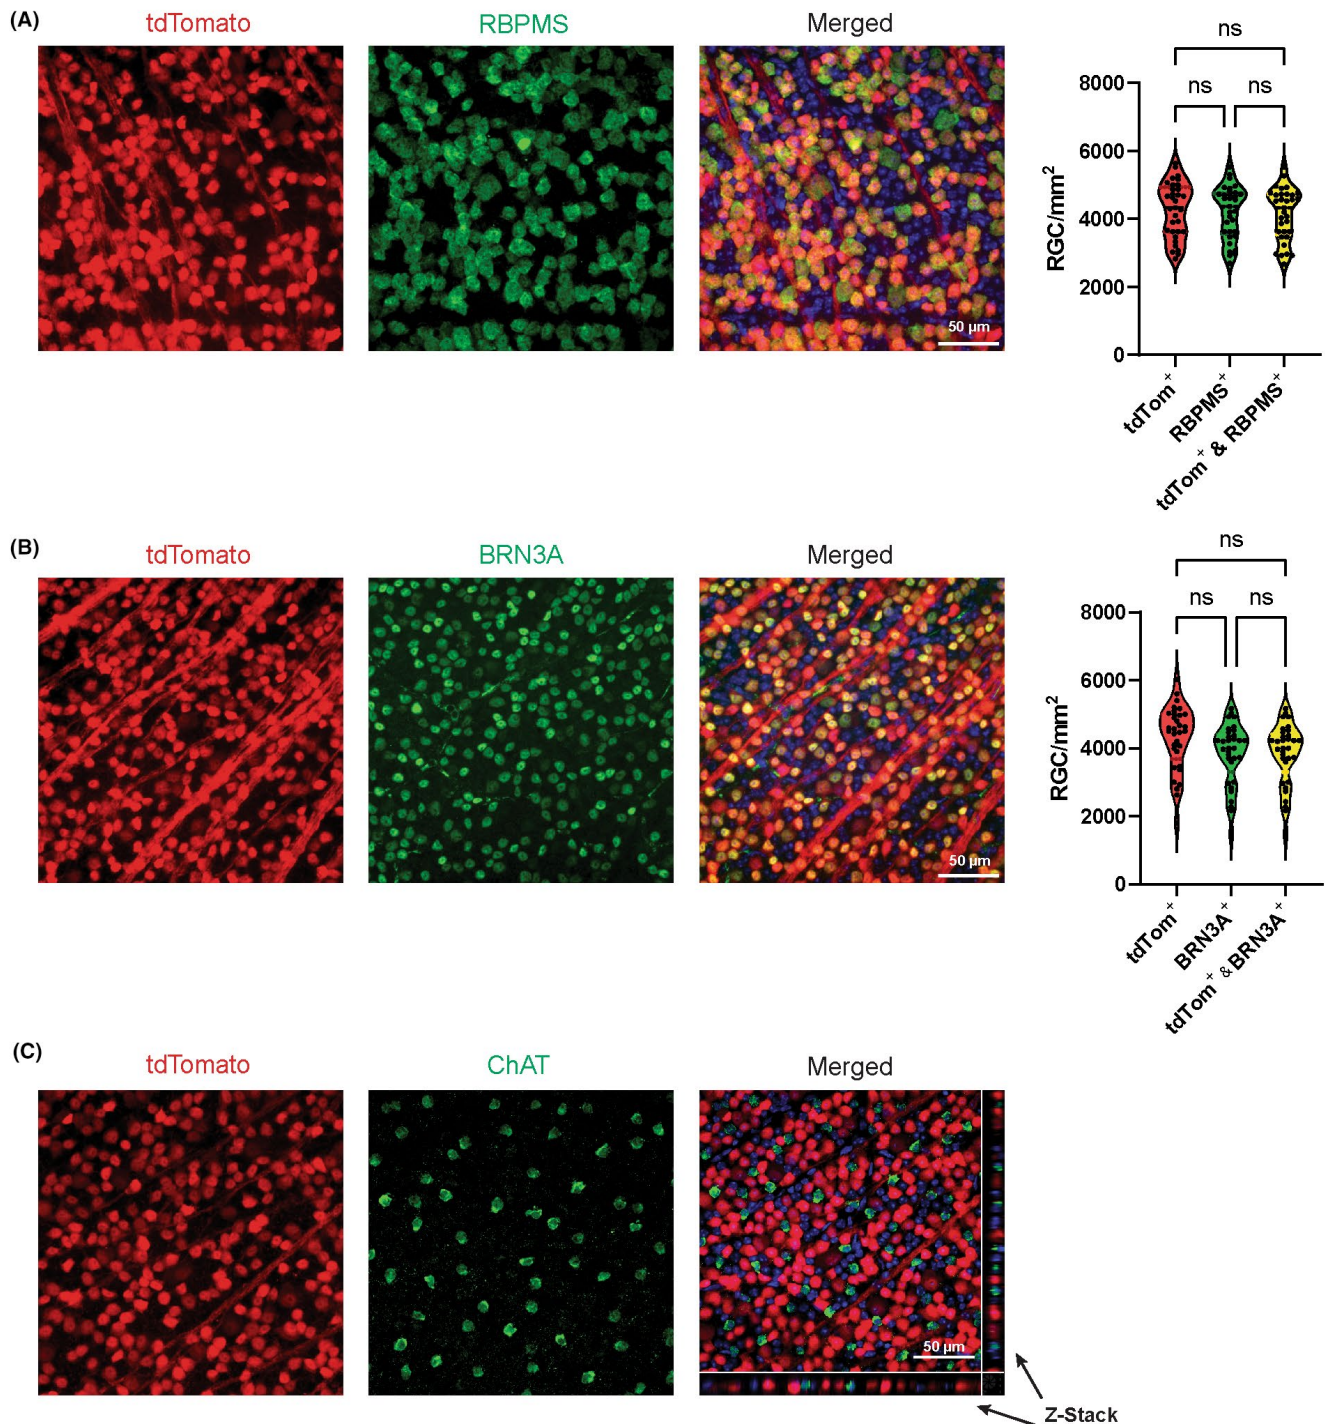 (A)
tdTomato
RBPMS
Merged
50 µm
ns
ns
ns
8000
6000
4000
2000
0
RGC/mm²
tdTom⁺
RBPMS⁺
tdTom⁺ & RBPMS⁺
(B)
tdTomato
BRN3A
Merged
50 µm
ns
ns
ns
8000
6000
4000
2000
0
RGC/mm²
tdTom⁺
BRN3A⁺
tdTom⁺ & BRN3A⁺
(C)
tdTomato
ChAT
Merged
50 µm
Z-Stack